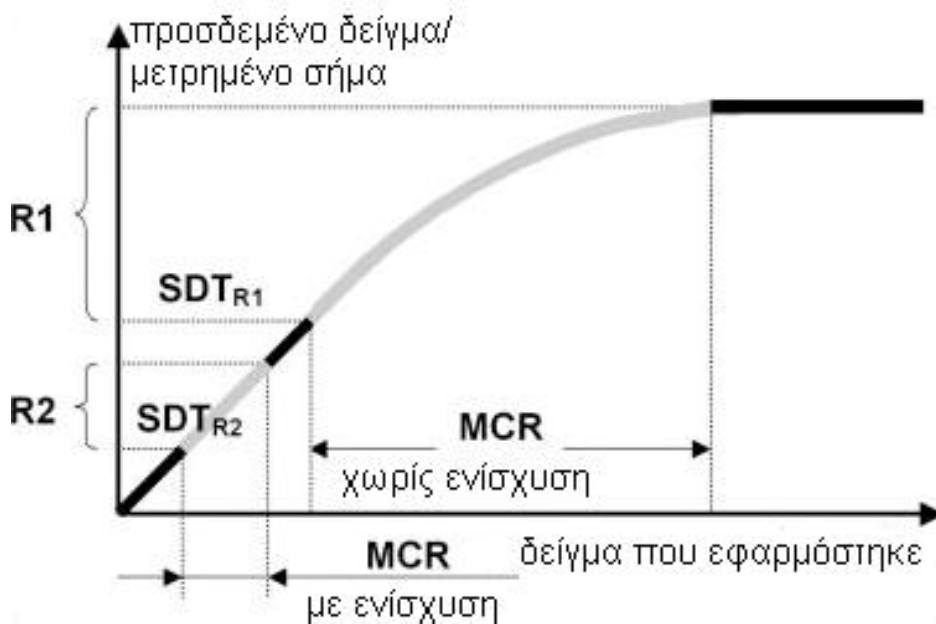 προσδεμένο δείγμα/
μετρημένο σήμα
R1
SDTR1
R2
SDTR2
MCR
χωρίς ενίσχυση
MCR
δείγμα που εφαρμόστηκε
με ενίσχυση